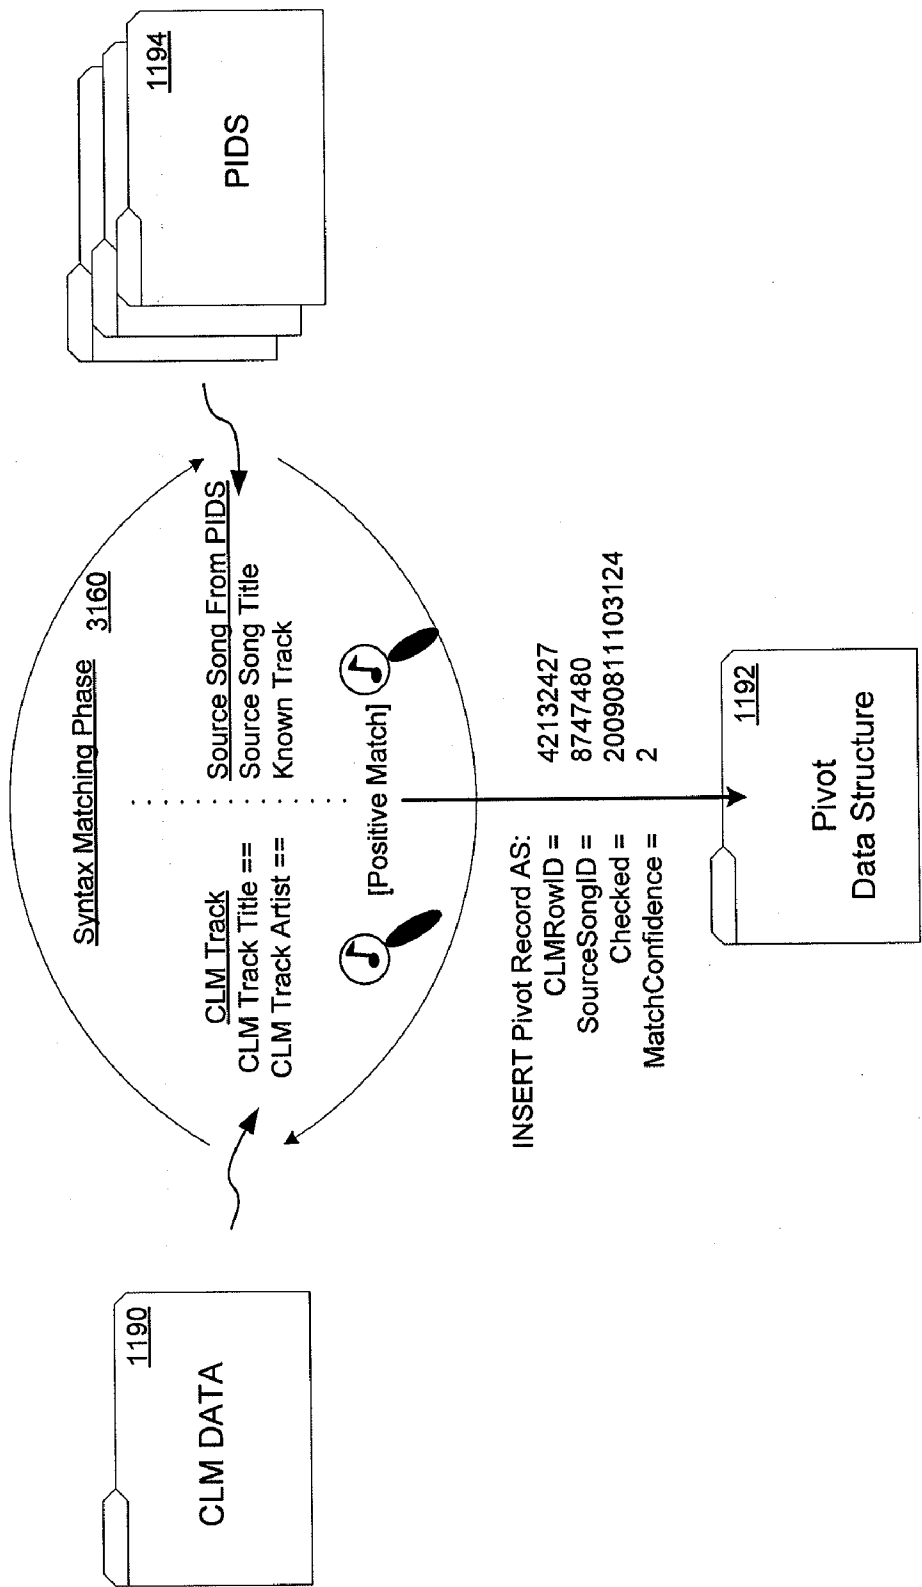 Syntax Matching Phase 3160
CLM DATA 1190
CLM Track
CLM Track Title ==
CLM Track Artist ==
Source Song From PIDS
Source Song Title
Known Track
PIDS 1194
[Positive Match]
INSERT Pivot Record AS:
CLMRowID = 42132427
SourceSongID = 8747480
Checked = 20090811103124
MatchConfidence = 2
1192
Pivot
Data Structure